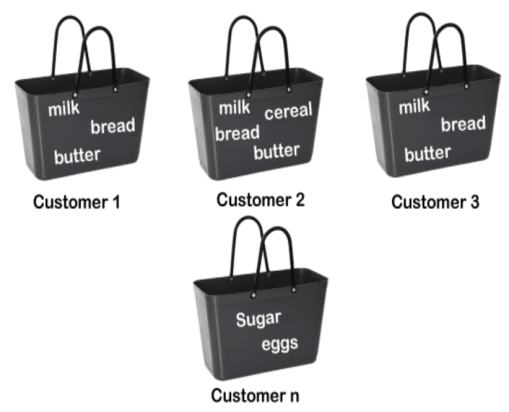 milk
bread
butter
Customer 1
milk cereal
bread
butter
Customer 2
milk
bread
butter
Customer 3
Sugar
eggs
Customer n